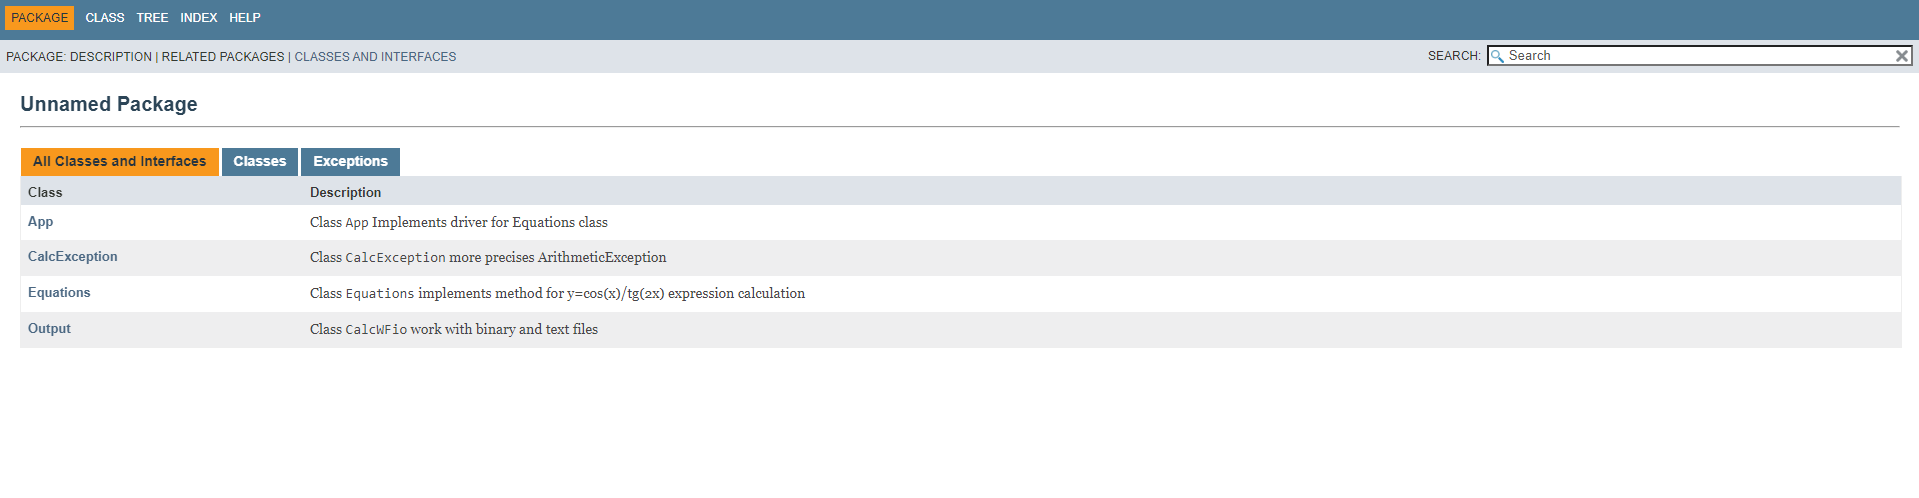 PACKAGE CLASS TREE INDEX HELP
PACKAGE: DESCRIPTION | RELATED PACKAGES | CLASSES AND INTERFACES SEARCH: Search
Unnamed Package
All Classes and Interfaces Classes Exceptions
Class Description
App Class App Implements driver for Equations class
CalcException Class CalcException more precises ArithmeticException
Equations Class Equations implements method for y=cos(x)/tg(2x) expression calculation
Output Class CalcWFio work with binary and text files